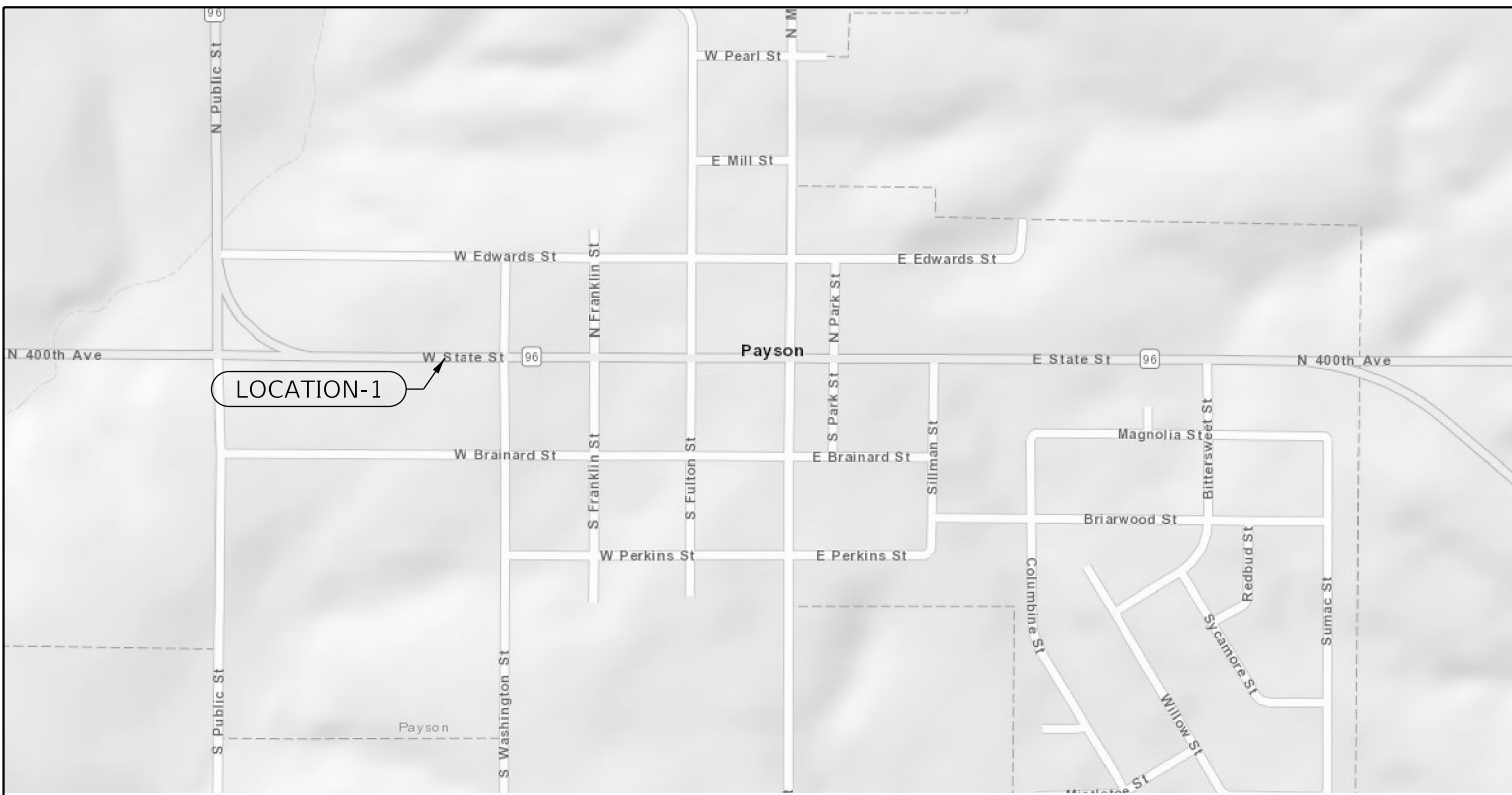 96
N Public St
W Pearl St
N M
E Mill St
W Edwards St
N Franklin St
E Edwards St
N Park St
N 400th Ave
W State St
96
Payson
E State St
96
N 400th Ave
LOCATION-1
S Park St
Magnolia St
Bittersweet St
W Brainard St
S Franklin St
S Fulton St
E Brainard St
Sillman St
Briarwood St
W Perkins St
E Perkins St
Redbud St
Columbine St
Sycamore St
Sumac St
S Public St
S Washington St
Payson
Willow St
Mistletoe St